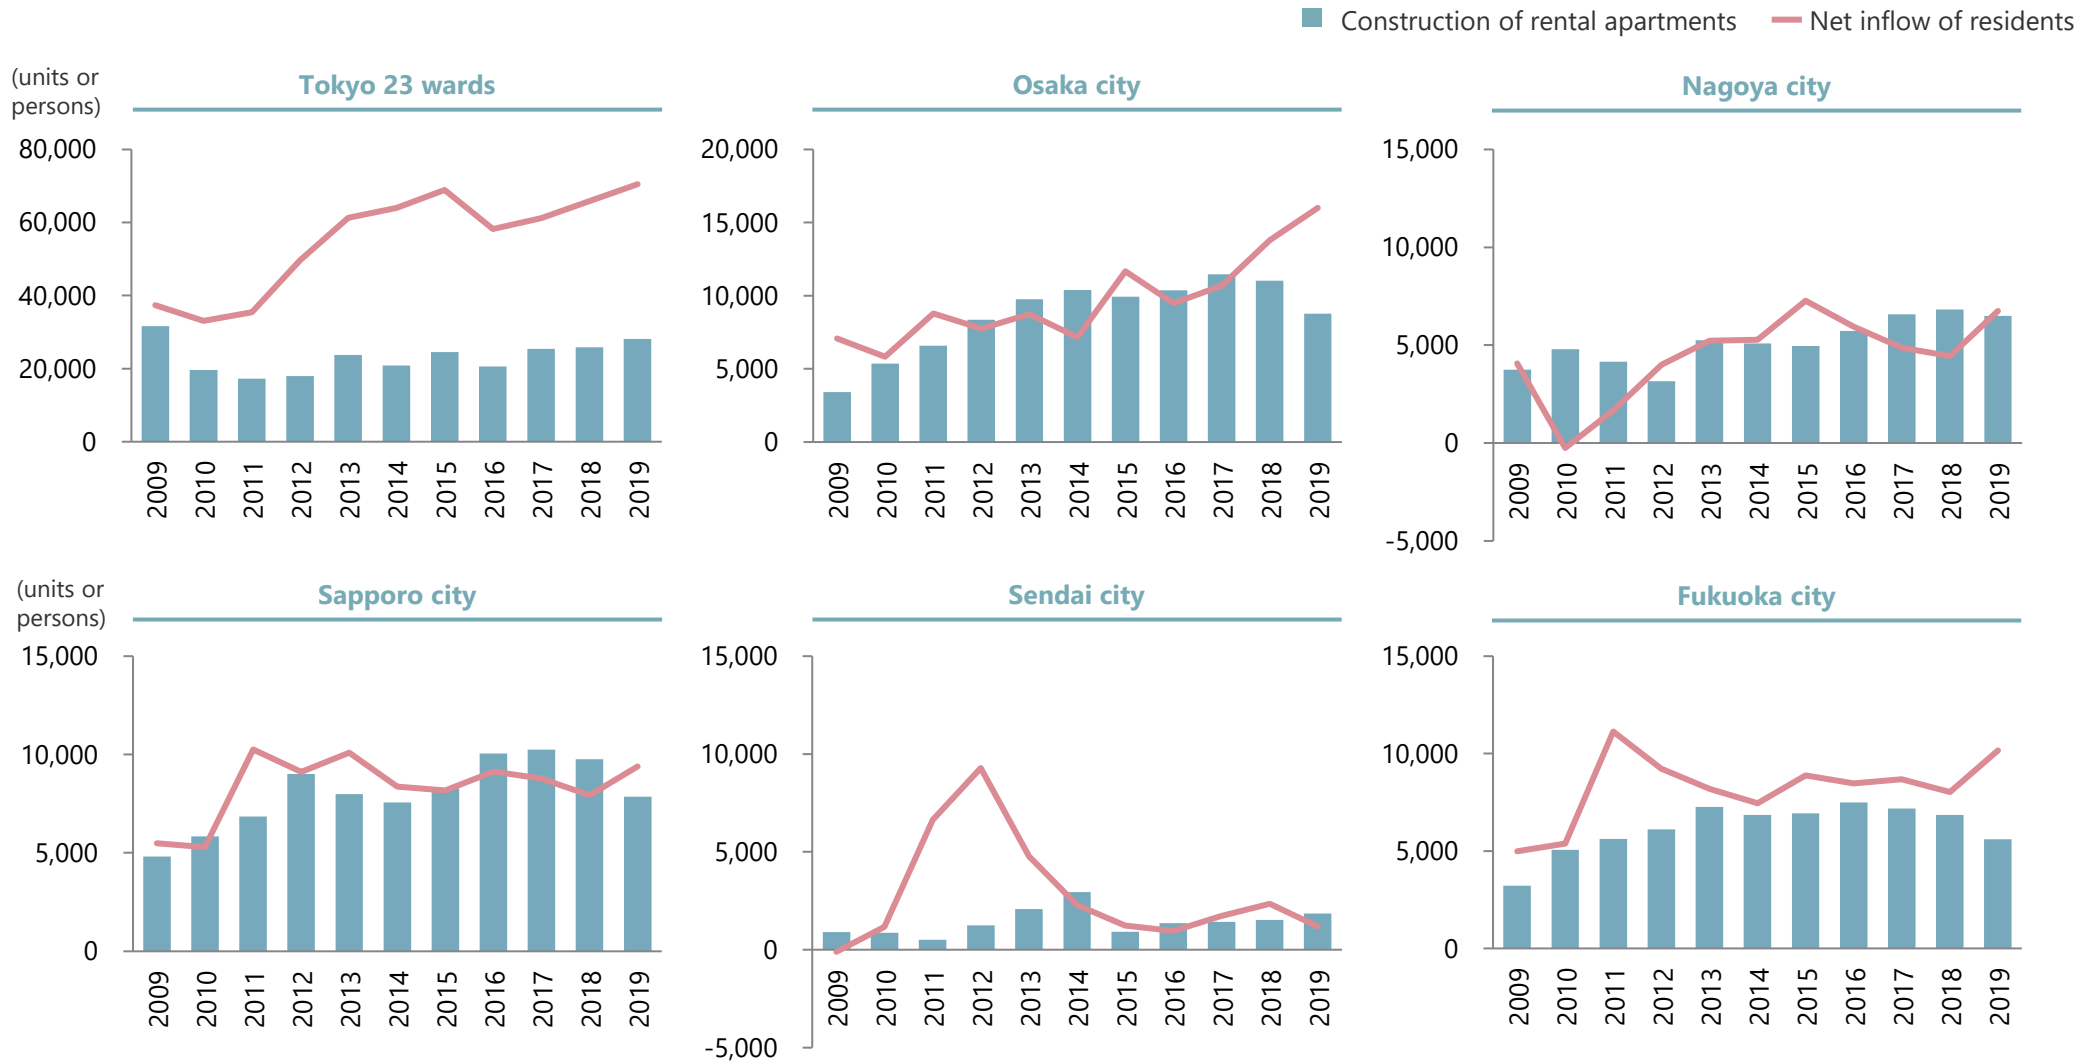 Construction of rental apartments
Net inflow of residents
(units or
persons)
Tokyo 23 wards
80,000
60,000
40,000
20,000
0
2009 2010 2011 2012 2013 2014 2015 2016 2017 2018 2019
Osaka city
20,000
15,000
10,000
5,000
0
2009 2010 2011 2012 2013 2014 2015 2016 2017 2018 2019
Nagoya city
15,000
10,000
5,000
0
-5,000
2009 2010 2011 2012 2013 2014 2015 2016 2017 2018 2019
(units or
persons)
Sapporo city
15,000
10,000
5,000
0
2009 2010 2011 2012 2013 2014 2015 2016 2017 2018 2019
Sendai city
15,000
10,000
5,000
0
-5,000
2009 2010 2011 2012 2013 2014 2015 2016 2017 2018 2019
Fukuoka city
15,000
10,000
5,000
0
2009 2010 2011 2012 2013 2014 2015 2016 2017 2018 2019